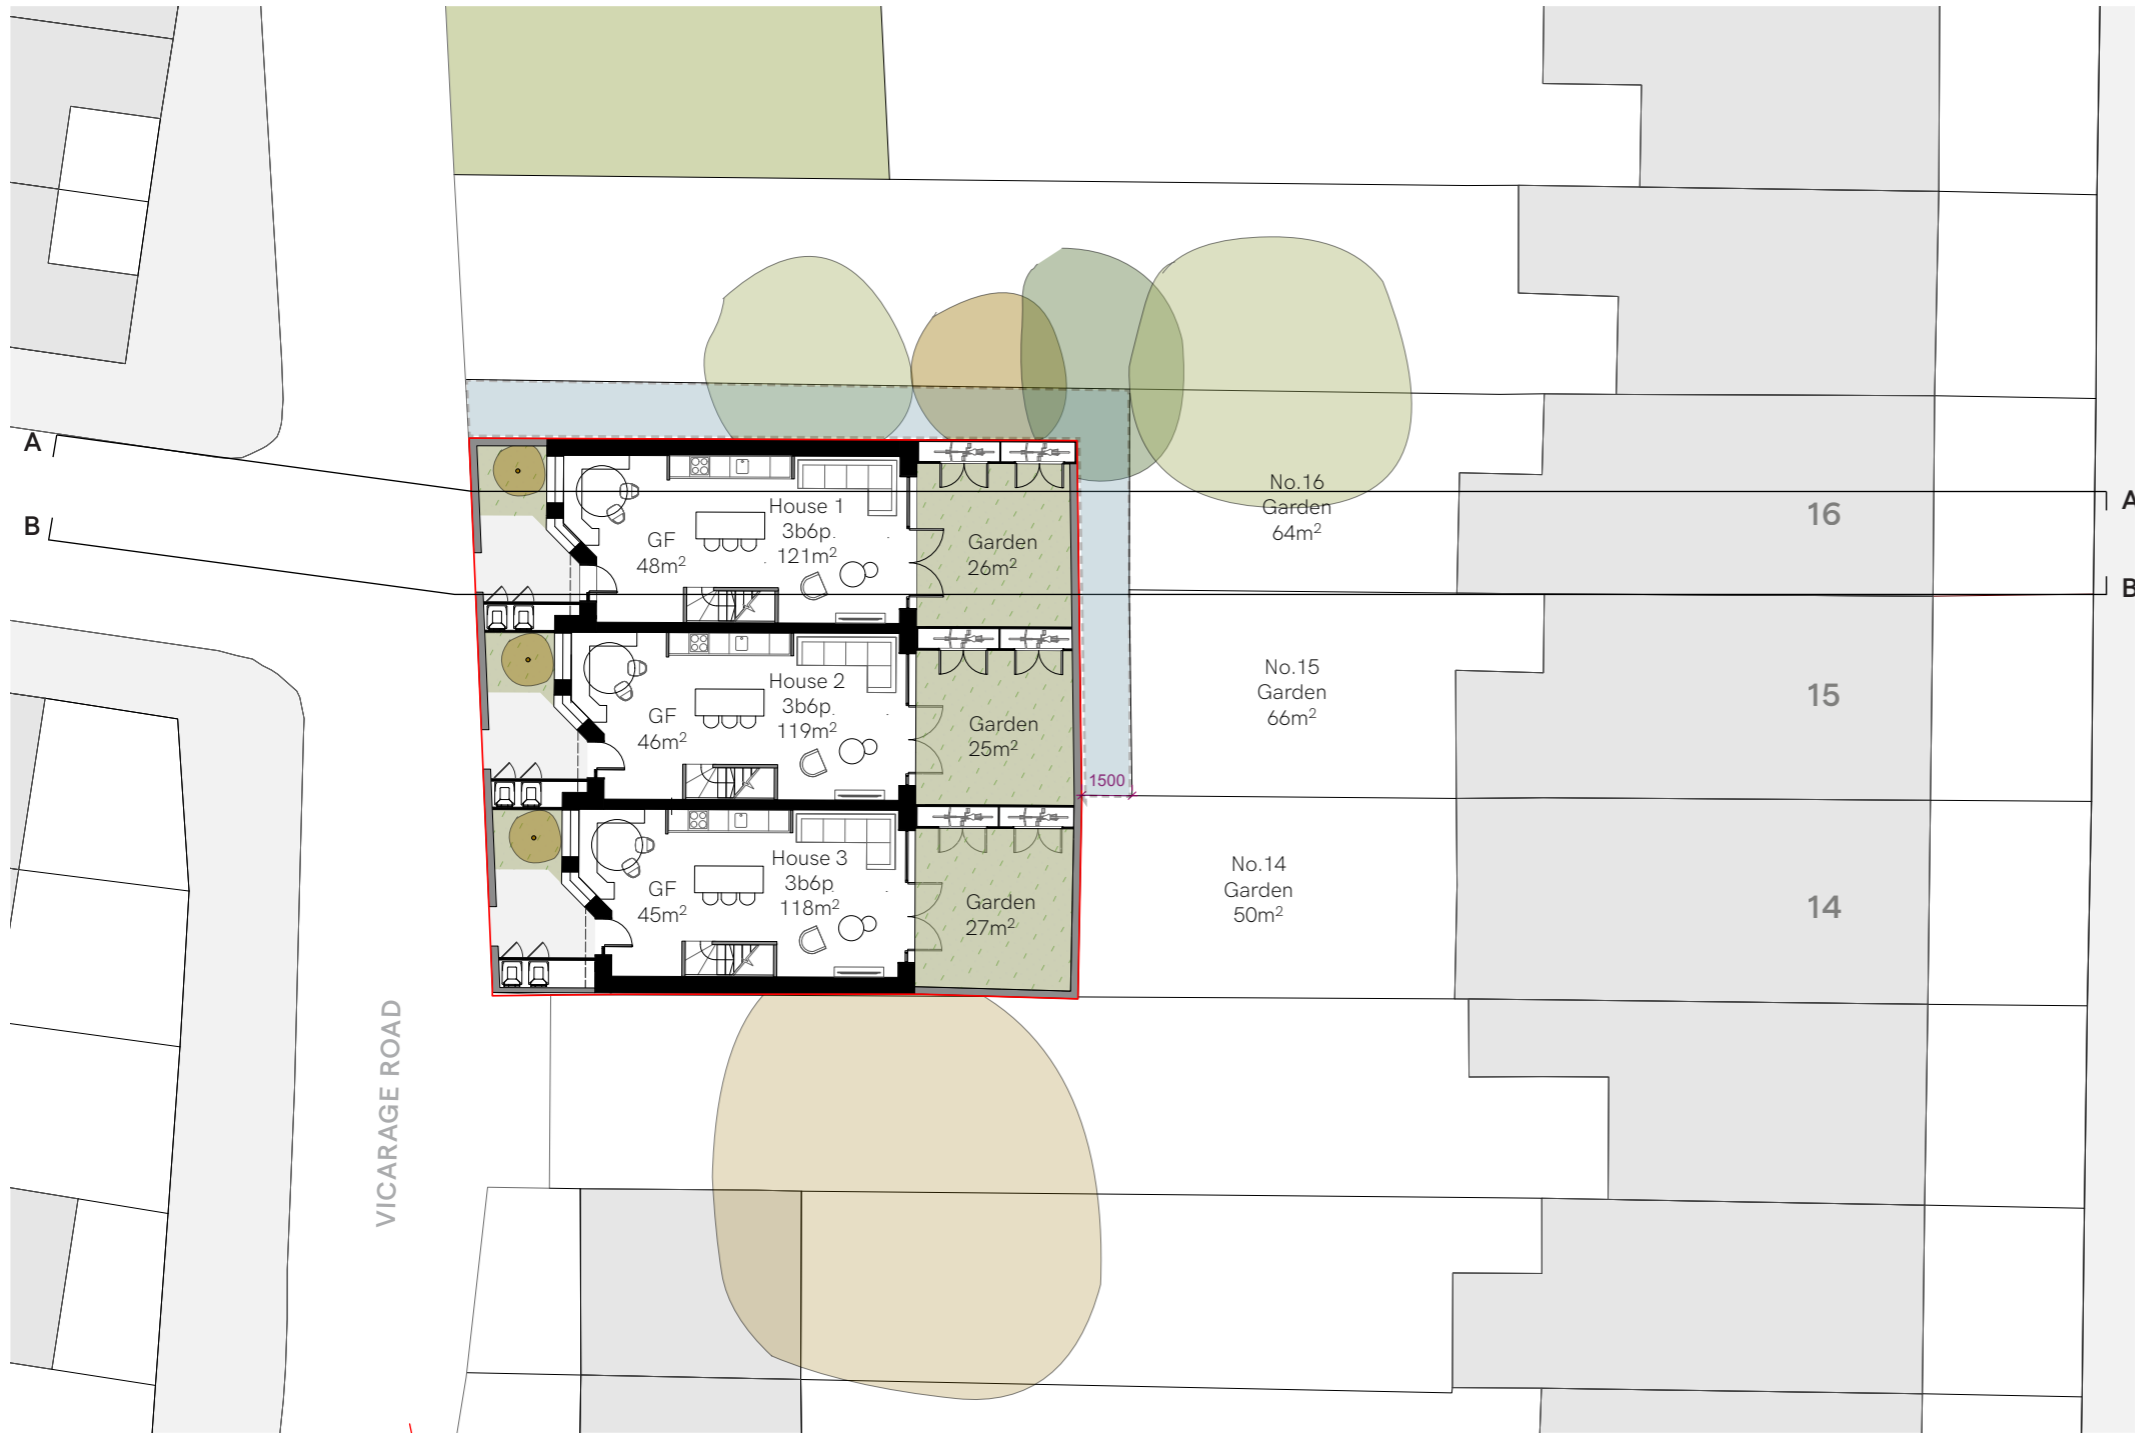 A
A
B
B
House 1
3b6p
121m²
GF
48m²
Garden
26m²
No.16
Garden
64m²
16
House 2
3b6p
119m²
GF
46m²
Garden
25m²
No.15
Garden
66m²
15
1500
House 3
3b6p
118m²
GF
45m²
Garden
27m²
No.14
Garden
50m²
14
VICARAGE ROAD